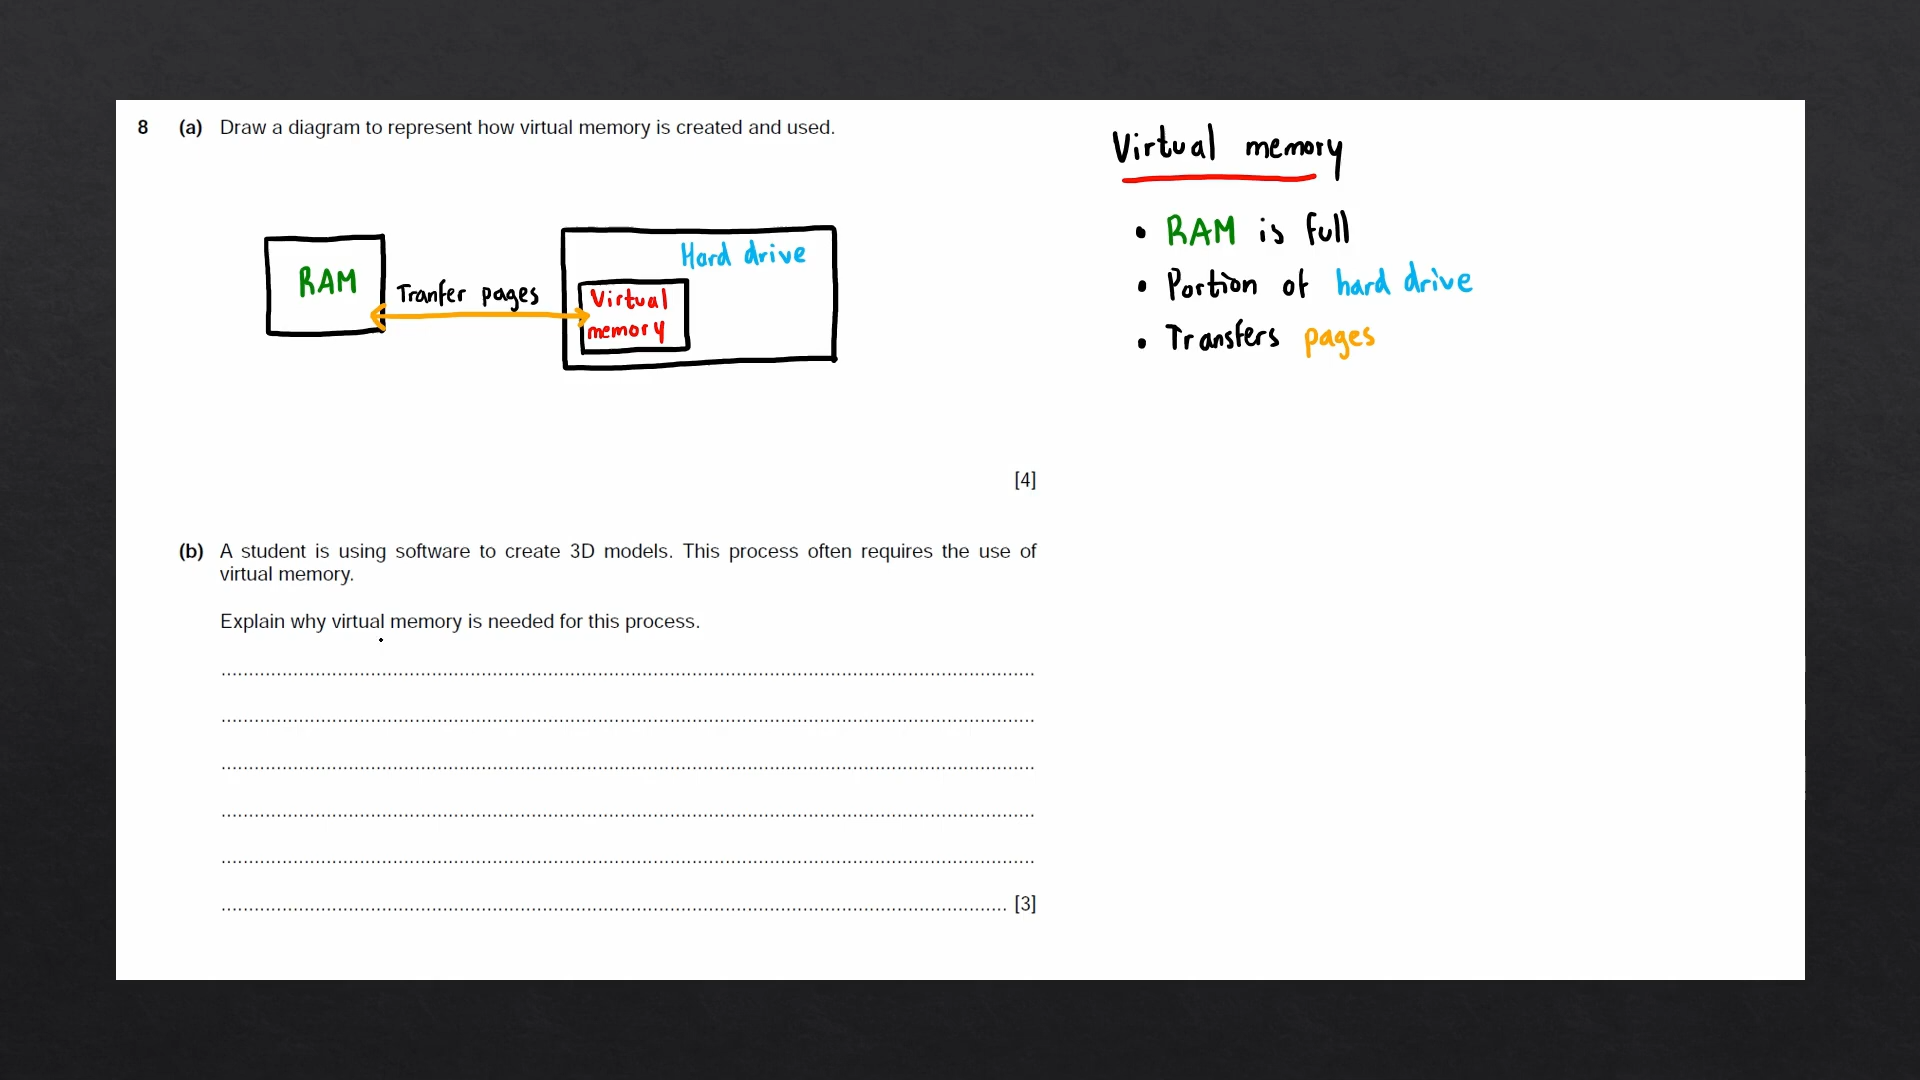 8 (a) Draw a diagram to represent how virtual memory is created and used.
RAM
Tranfer pages
Hard drive
Virtual
memory
[4]
(b) A student is using software to create 3D models. This process often requires the use of
virtual memory.
Explain why virtual memory is needed for this process.
[3]
Virtual memory
• RAM is full
• Portion of hard drive
• Transfers pages